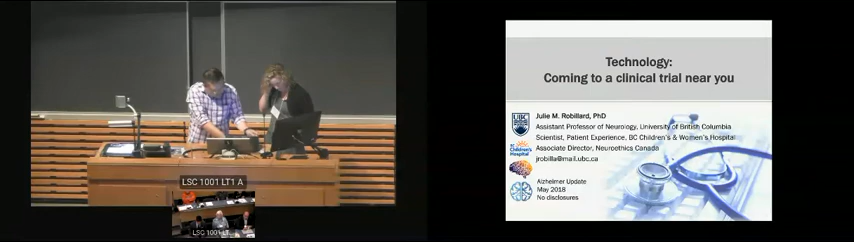 LSC 1001 LT1 A
LSC 1001 LT...
Technology:
Coming to a clinical trial near you
UBC
Julie M. Robillard, PhD
Assistant Professor of Neurology, University of British Columbia
Scientist, Patient Experience, BC Children's & Women's Hospital
Associate Director, Neuroethics Canada
jrobilla@mail.ubc.ca
BC
Children's
Hospital
Alzheimer Update
May 2018
No disclosures